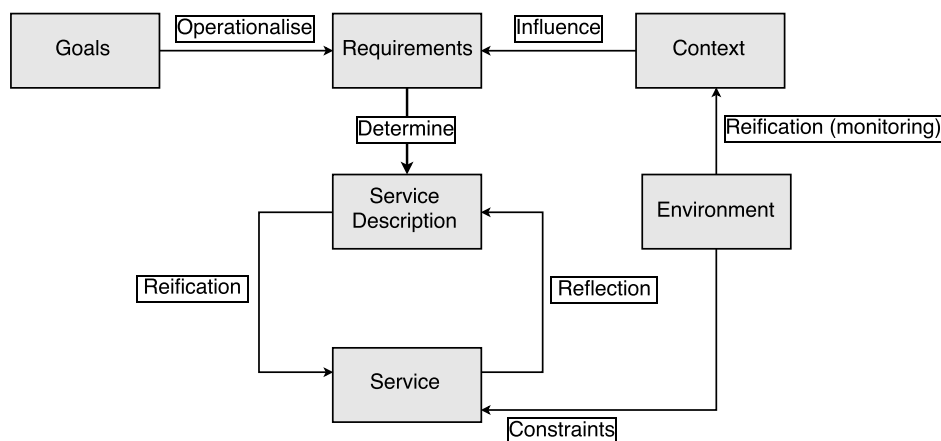 Operationalise
Influence
Goals
Requirements
Context
Determine
Reification (monitoring)
Service
Description
Environment
Reification
Reflection
Service
Constraints